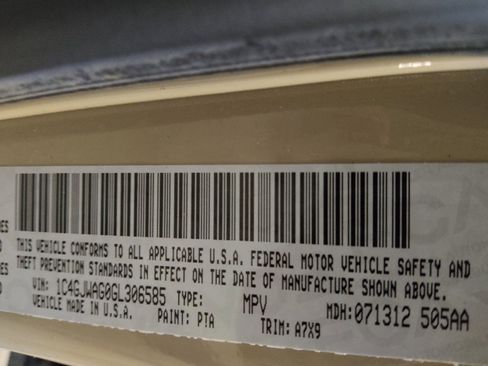 THIS VEHICLE CONFORMS TO ALL APPLICABLE U.S.A. FEDERAL MOTOR VEHICLE SAFETY AND
THEFT PREVENTION STANDARDS IN EFFECT ON THE DATE OF MANUFACTURE SHOWN ABOVE.
VIN: 1C4GJWAG0GL306585 TYPE: MPV MDH:071312 505AA
VEHICLE MADE IN U.S.A. PAINT: TRIM: A7X9